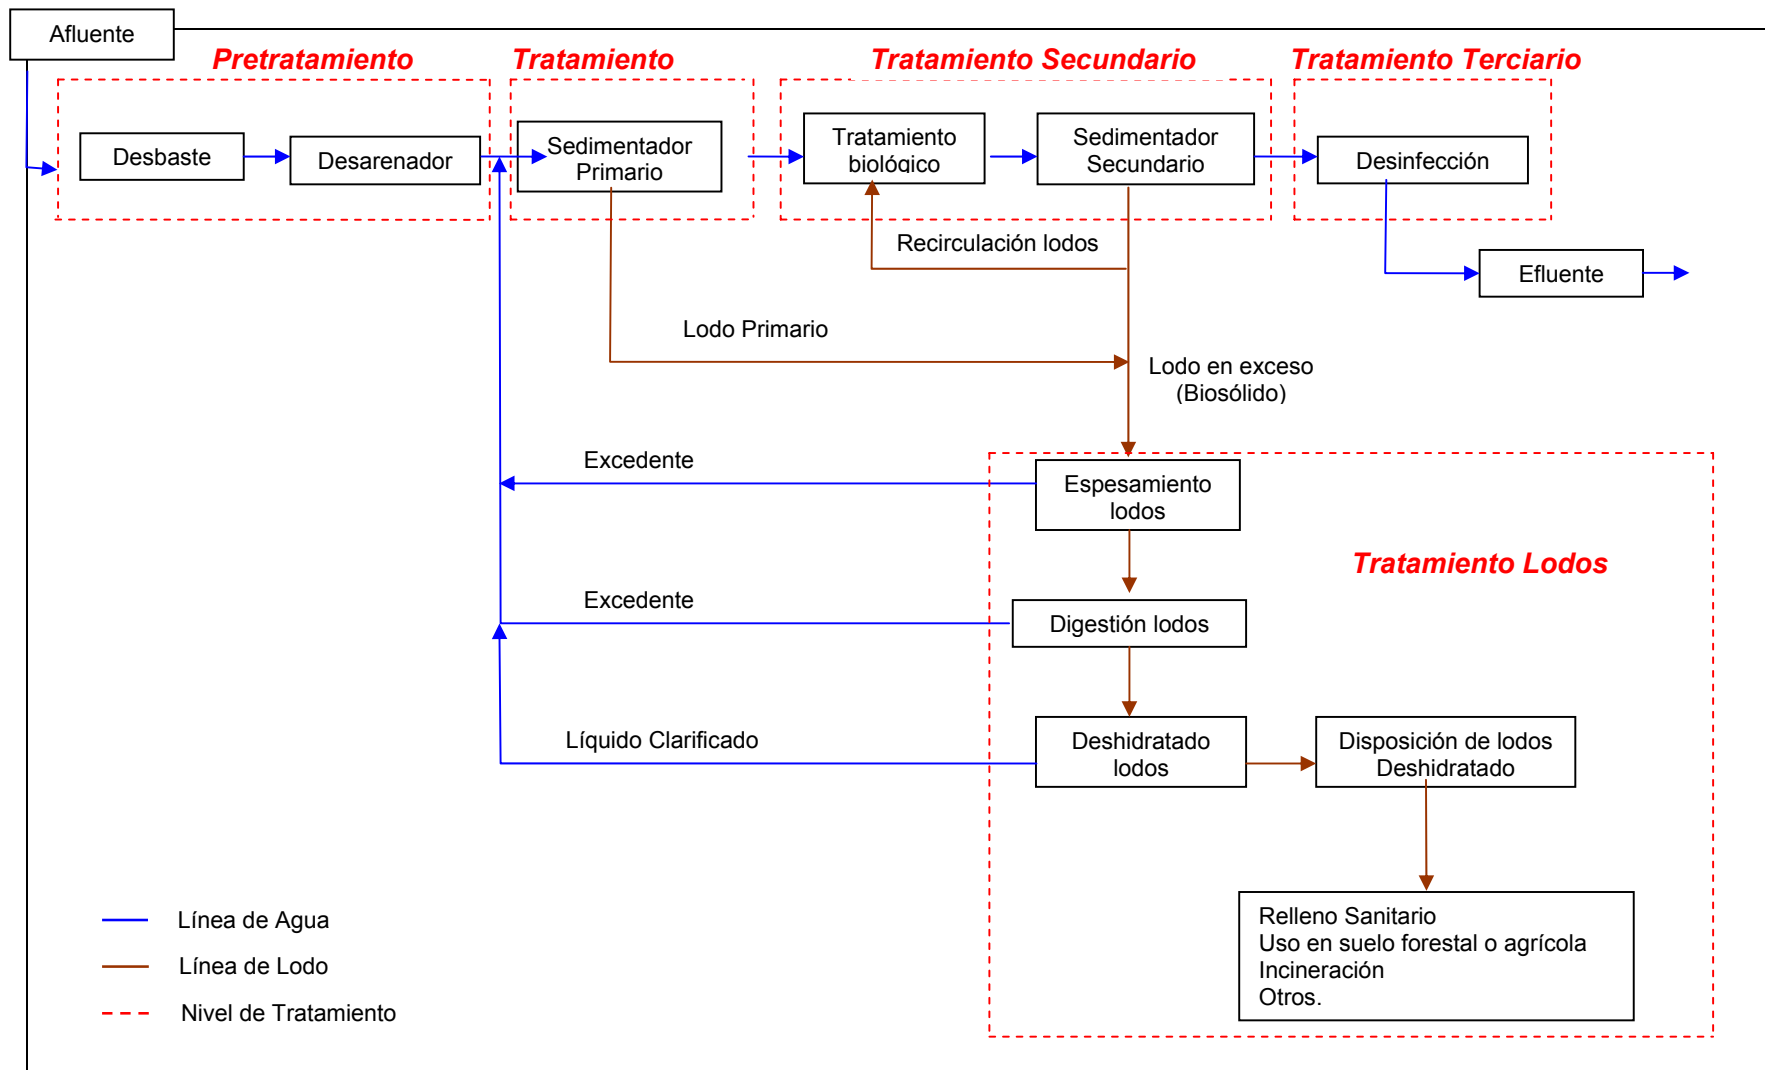 Afluente
Pretratamiento
Tratamiento
Tratamiento Secundario
Tratamiento Terciario
Desbaste
Desarenador
Sedimentador
Primario
Tratamiento
biológico
Sedimentador
Secundario
Desinfección
Recirculación lodos
Efluente
Lodo Primario
Lodo en exceso
(Biosólido)
Excedente
Espesamiento
lodos
Tratamiento Lodos
Excedente
Digestión lodos
Líquido Clarificado
Deshidratado
lodos
Disposición de lodos
Deshidratado
Relleno Sanitario
Uso en suelo forestal o agrícola
Incineración
Otros.
Línea de Agua
Línea de Lodo
Nivel de Tratamiento